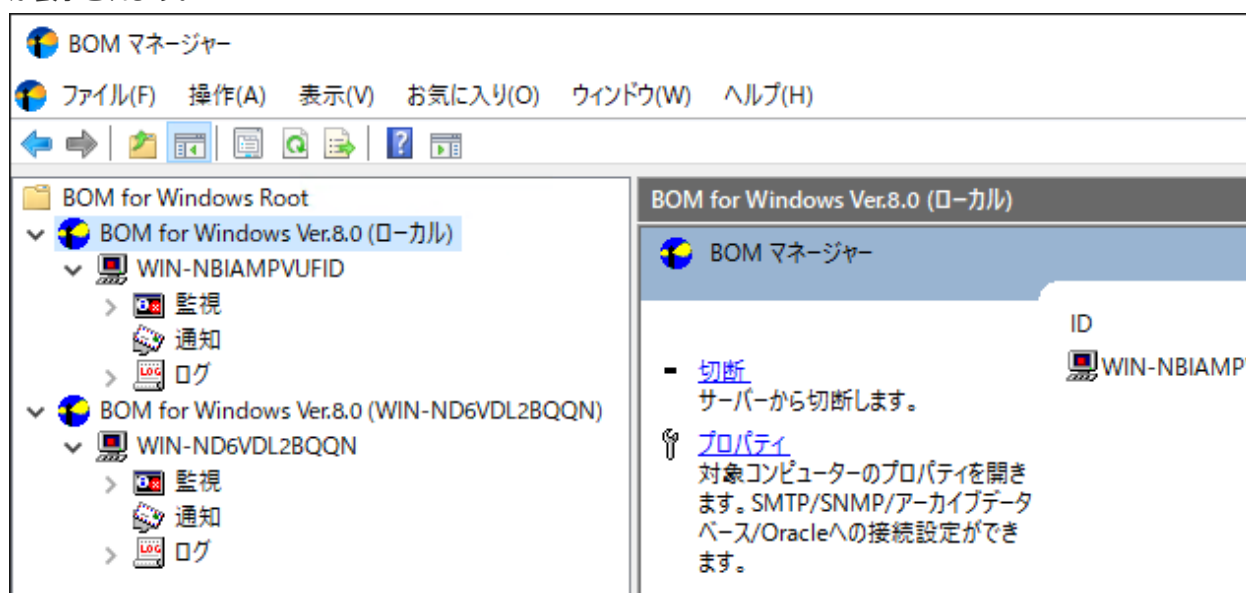 BOM マネージャー
ファイル(F) 操作(A) 表示(V) お気に入り(O) ウィンドウ(W) ヘルプ(H)
BOM for Windows Root
BOM for Windows Ver.8.0 (ローカル)
WIN-NBIAMPVUFID
監視
通知
ログ
BOM for Windows Ver.8.0 (WIN-ND6VDL2BQQN)
WIN-ND6VDL2BQQN
監視
通知
ログ
BOM for Windows Ver.8.0 (ローカル)
BOM マネージャー
ID
WIN-NBIAMP
切断
サーバーから切断します。
プロパティ
対象コンピューターのプロパティを開き
ます。SMTP/SNMP/アーカイブデータ
ベース/Oracleへの接続設定ができ
ます。